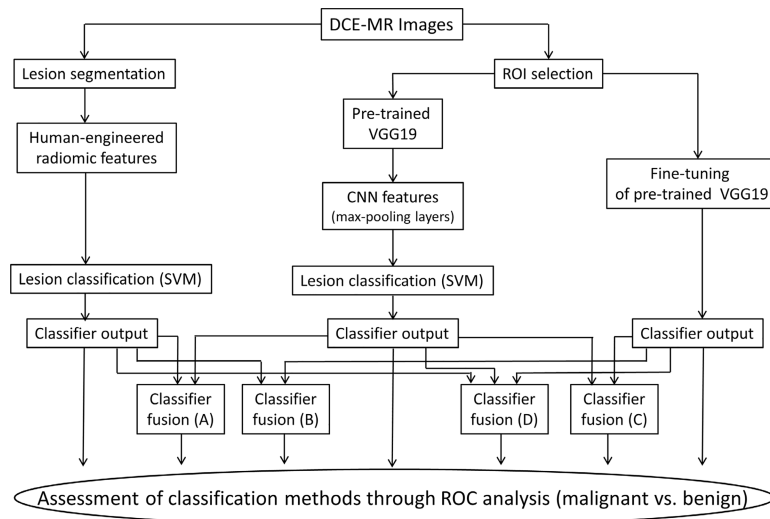 DCE-MR Images
Lesion segmentation
ROI selection
Human-engineered
radiomic features
Pre-trained
VGG19
Fine-tuning
of pre-trained VGG19
CNN features
(max-pooling layers)
Lesion classification (SVM)
Lesion classification (SVM)
Classifier output
Classifier output
Classifier output
Classifier
fusion (A)
Classifier
fusion (B)
Classifier
fusion (D)
Classifier
fusion (C)
Assessment of classification methods through ROC analysis (malignant vs. benign)